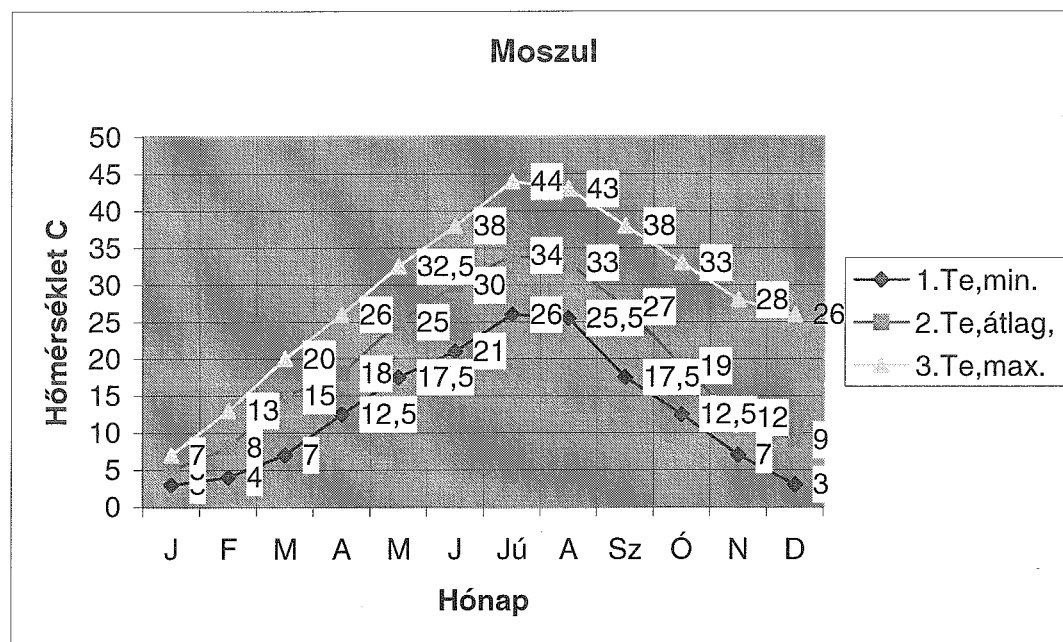 Moszul
Hőmérséklet C
50
45
40
35
30
25
20
15
10
5
0
7 13 20 26 32,5 38 44 43 38 33 28 26
8 15 18 25 30 34 33 27 19 12 9
3 4 7 12,5 17,5 21 26 25,5 17,5 12,5 7 3
J F M A M J Jú A Sz Ó N D
Hónap
1.Te,min.
2.Te,átlag,
3.Te,max.